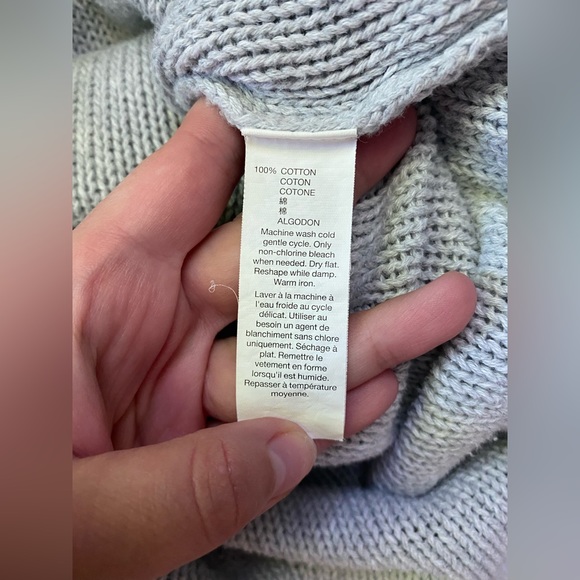 100% COTTON
COTON
COTONE
綿
棉
ALGODON
Machine wash cold
gentle cycle. Only
non-chlorine bleach
when needed. Dry flat.
Reshape while damp.
Warm iron.
Laver à la machine à
l'eau froide au cycle
délicat. Utiliser au
besoin un agent de
blanchiment sans chlore
uniquement. Séchage à
plat. Remettre le
vetement en forme
lorsqu'il est humide.
Repasser à température
moyenne.